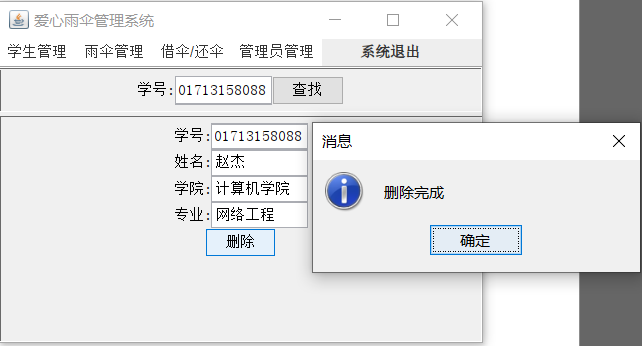 爱心雨伞管理系统
学生管理 雨伞管理 借伞/还伞 管理员管理 系统退出
学号: 01713158088 查找
学号: 01713158088
姓名: 赵杰
学院: 计算机学院
专业: 网络工程
删除
消息
删除完成
确定